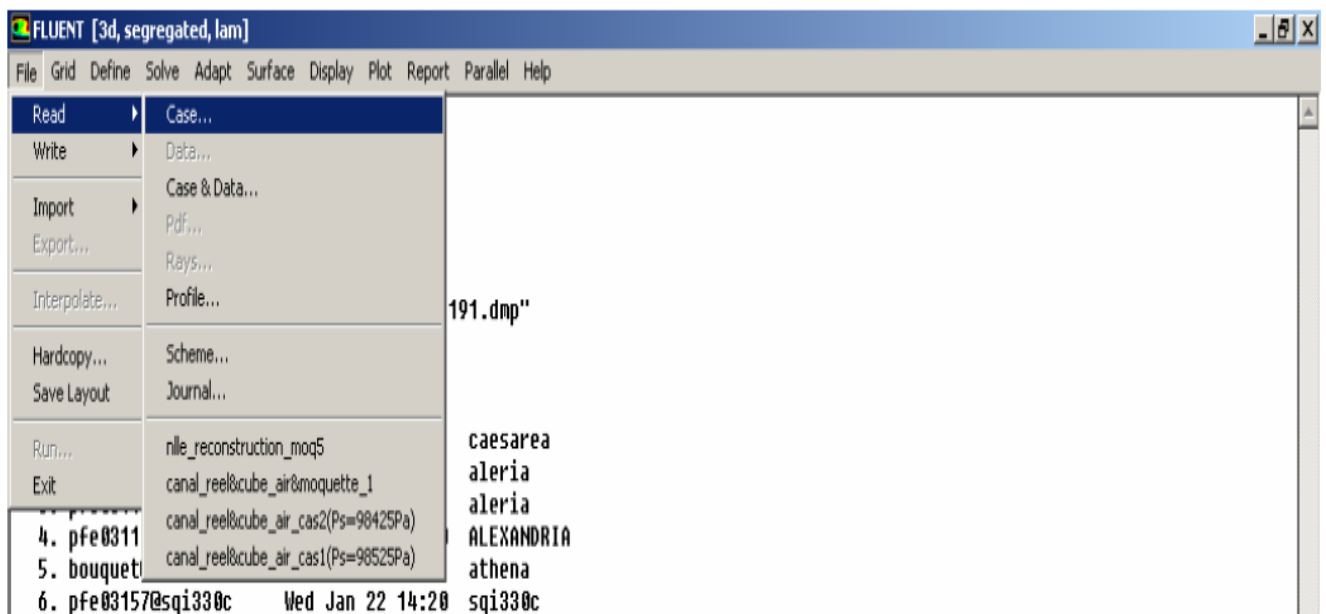 FLUENT [3d, segregated, lam]
File Grid Define Solve Adapt Surface Display Plot Report Parallel Help
Read
Write
Import
Export...
Interpolate...
Hardcopy...
Save Layout
Run...
Exit
Case...
Data...
Case & Data...
Pdf...
Rays...
Profile...
Scheme...
Journal...
nlle_reconstruction_moq5
canal_reel&cube_air&moquette_1
canal_reel&cube_air_cas2(Ps=98425Pa)
canal_reel&cube_air_cas1(Ps=98525Pa)
191.dmp"
caesarea
aleria
aleria
4. pfe0311 ALEXANDRIA
5. bouquet athena
6. pfe03157@sgi330c Wed Jan 22 14:20 sgi330c